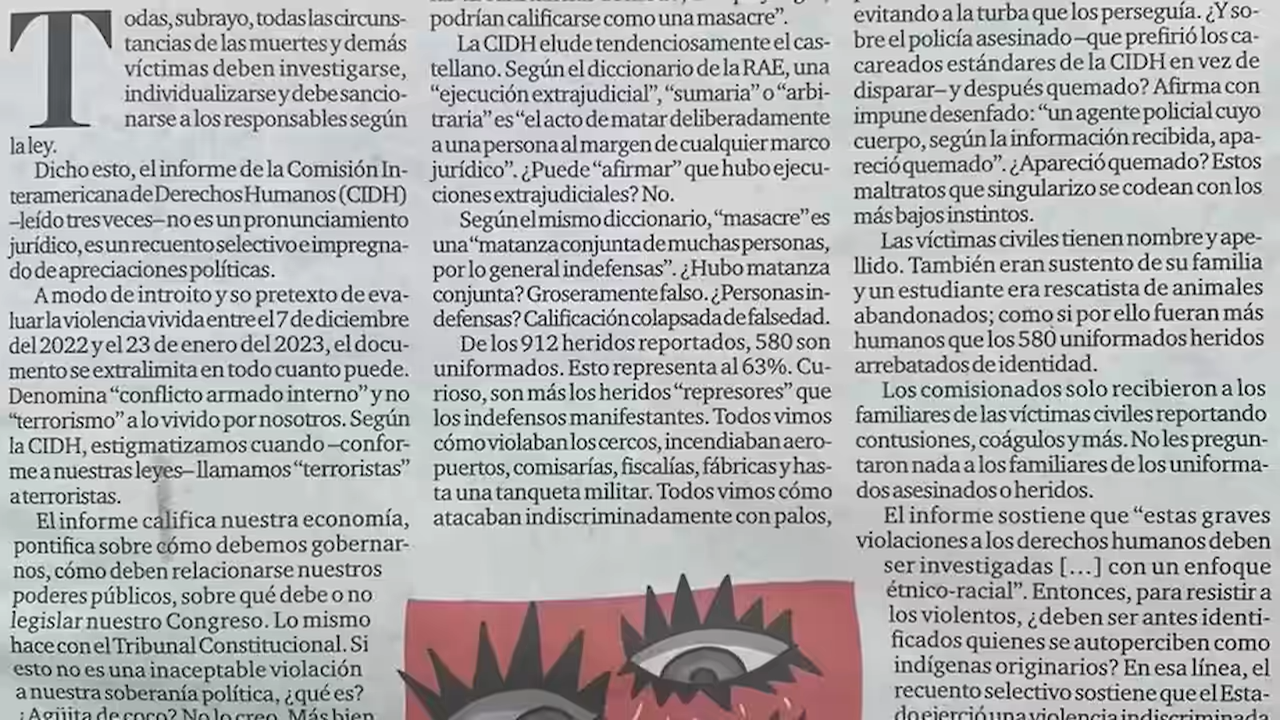 Todas, subrayo, todas las circuns-
tancias de las muertes y demás
víctimas deben investigarse,
individualizarse y debe sancio-
narse a los responsables según
la ley.
Dicho esto, el informe de la Comisión In-
teramericana de Derechos Humanos (CIDH)
–leído tres veces– no es un pronunciamiento
jurídico, es un recuento selectivo e impregna-
do de apreciaciones políticas.
A modo de introito y so pretexto de eva-
luar la violencia vivida entre el 7 de diciembre
del 2022 y el 23 de enero del 2023, el docu-
mento se extralimita en todo cuanto puede.
Denomina “conflicto armado interno” y no
“terrorismo” a lo vivido por nosotros. Según
la CIDH, estigmatizamos cuando –confor-
me a nuestras leyes– llamamos “terroristas”
a terroristas.
El informe califica nuestra economía,
pontifica sobre cómo debemos gobernar-
nos, cómo deben relacionarse nuestros
poderes públicos, sobre qué debe o no
legislar nuestro Congreso. Lo mismo
hace con el Tribunal Constitucional. Si
esto no es una inaceptable violación
a nuestra soberanía política, ¿qué es?
¿Agüita de coco? No lo creo. Más bien
podrían calificarse como una masacre”.
La CIDH elude tendenciosamente el cas-
tellano. Según el diccionario de la RAE, una
“ejecución extrajudicial”, “sumaria” o “arbi-
traria” es “el acto de matar deliberadamente
a una persona al margen de cualquier marco
jurídico”. ¿Puede “afirmar” que hubo ejecu-
ciones extrajudiciales? No.
Según el mismo diccionario, “masacre” es
una “matanza conjunta de muchas personas,
por lo general indefensas”. ¿Hubo matanza
conjunta? Groseramente falso. ¿Personas in-
defensas? Calificación colapsada de falsedad.
De los 912 heridos reportados, 580 son
uniformados. Esto representa al 63%. Cu-
rioso, son más los heridos “represores” que
los indefensos manifestantes. Todos vimos
cómo violaban los cercos, incendiaban aero-
puertos, comisarías, fiscalías, fábricas y has-
ta una tanqueta militar. Todos vimos cómo
atacaban indiscriminadamente con palos,
evitando a la turba que los perseguía. ¿Y so-
bre el policía asesinado –que prefirió los ca-
careados estándares de la CIDH en vez de
disparar– y después quemado? Afirma con
impune desenfado: “un agente policial cuyo
cuerpo, según la información recibida, apa-
reció quemado”. ¿Apareció quemado? Estos
maltratos que singularizo se codean con los
más bajos instintos.
Las víctimas civiles tienen nombre y ape-
llido. También eran sustento de su familia
y un estudiante era rescatista de animales
abandonados; como si por ello fueran más
humanos que los 580 uniformados heridos
arrebatados de identidad.
Los comisionados solo recibieron a los
familiares de las víctimas civiles reportando
contusiones, coágulos y más. No les pregun-
taron nada a los familiares de los uniforma-
dos asesinados o heridos.
El informe sostiene que “estas graves
violaciones a los derechos humanos deben
ser investigadas [...] con un enfoque
étnico-racial”. Entonces, para resistir a
los violentos, ¿deben ser antes identi-
ficados quienes se autoperciben como
indígenas originarios? En esa línea, el
recuento selectivo sostiene que el Esta-
do ejerció una violencia indiscriminada